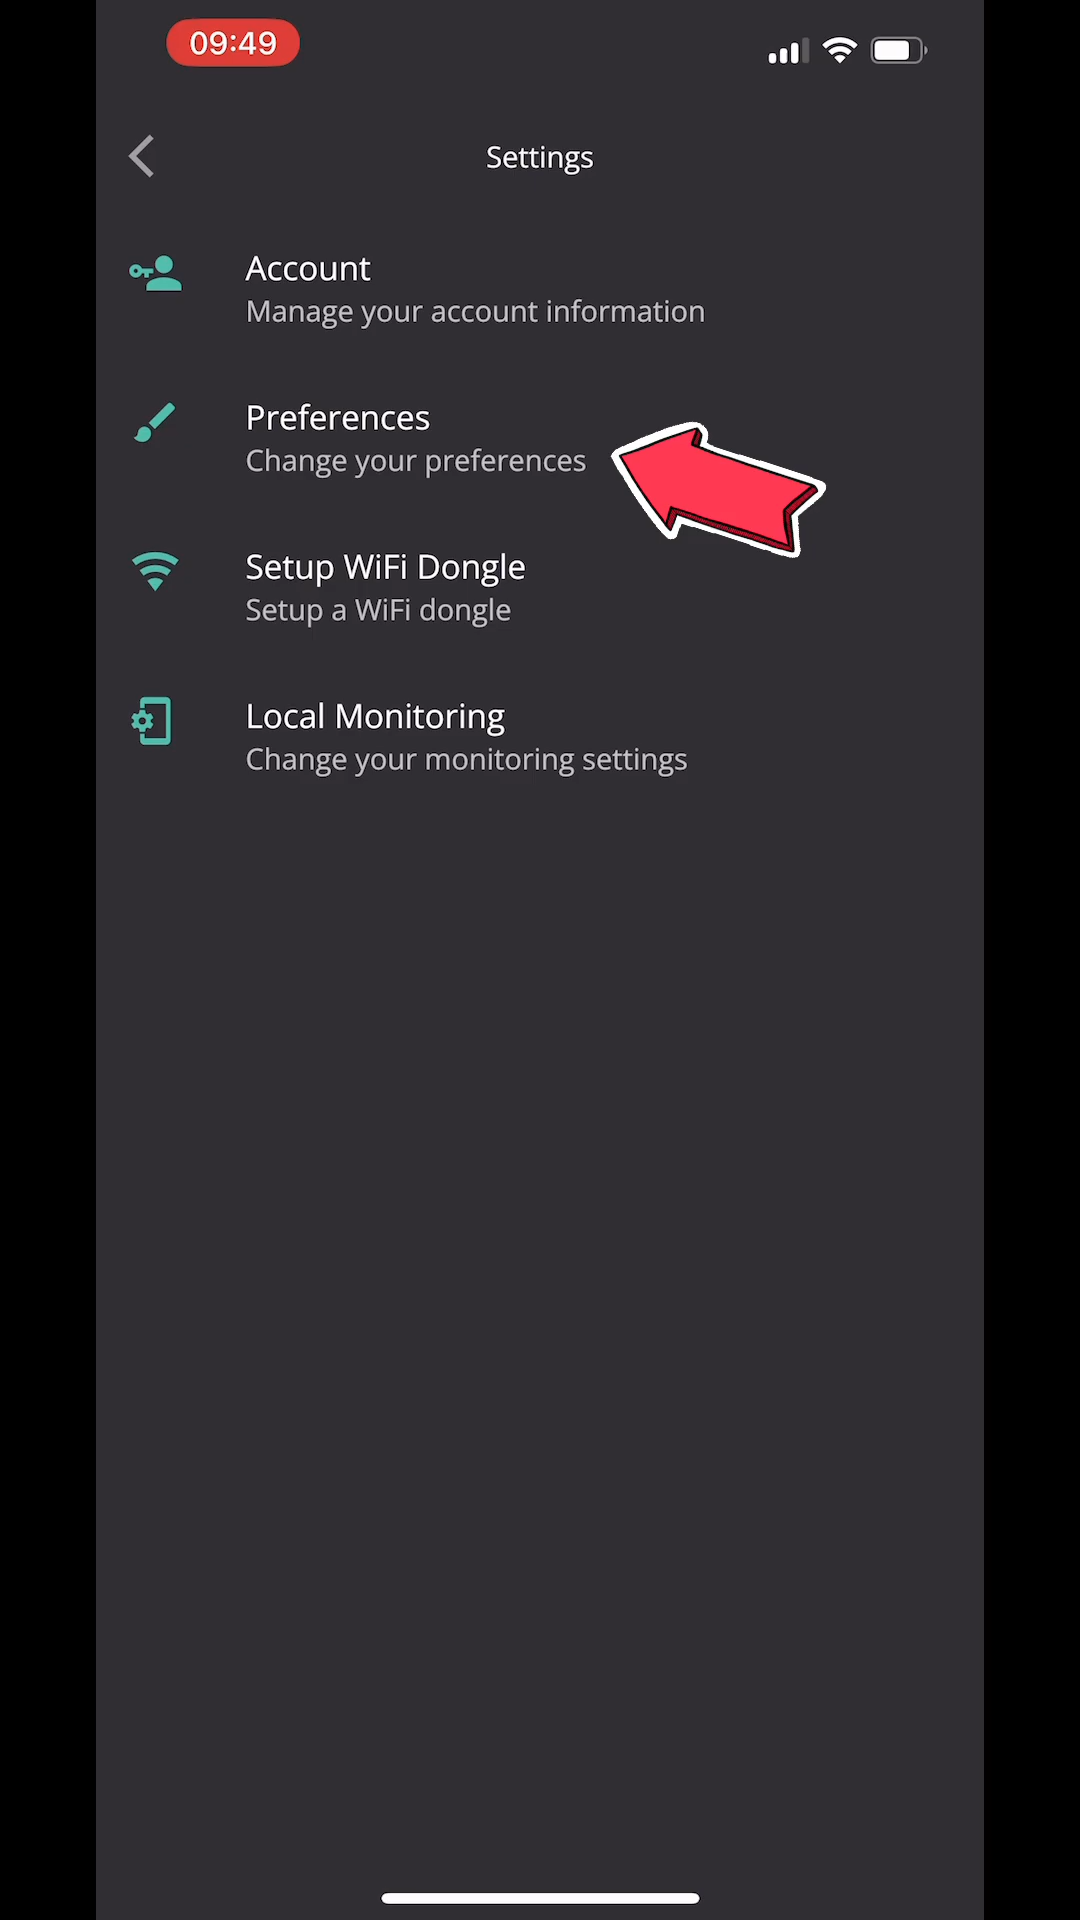 09:49
Settings
Account
Manage your account information
Preferences
Change your preferences
Setup WiFi Dongle
Setup a WiFi dongle
Local Monitoring
Change your monitoring settings